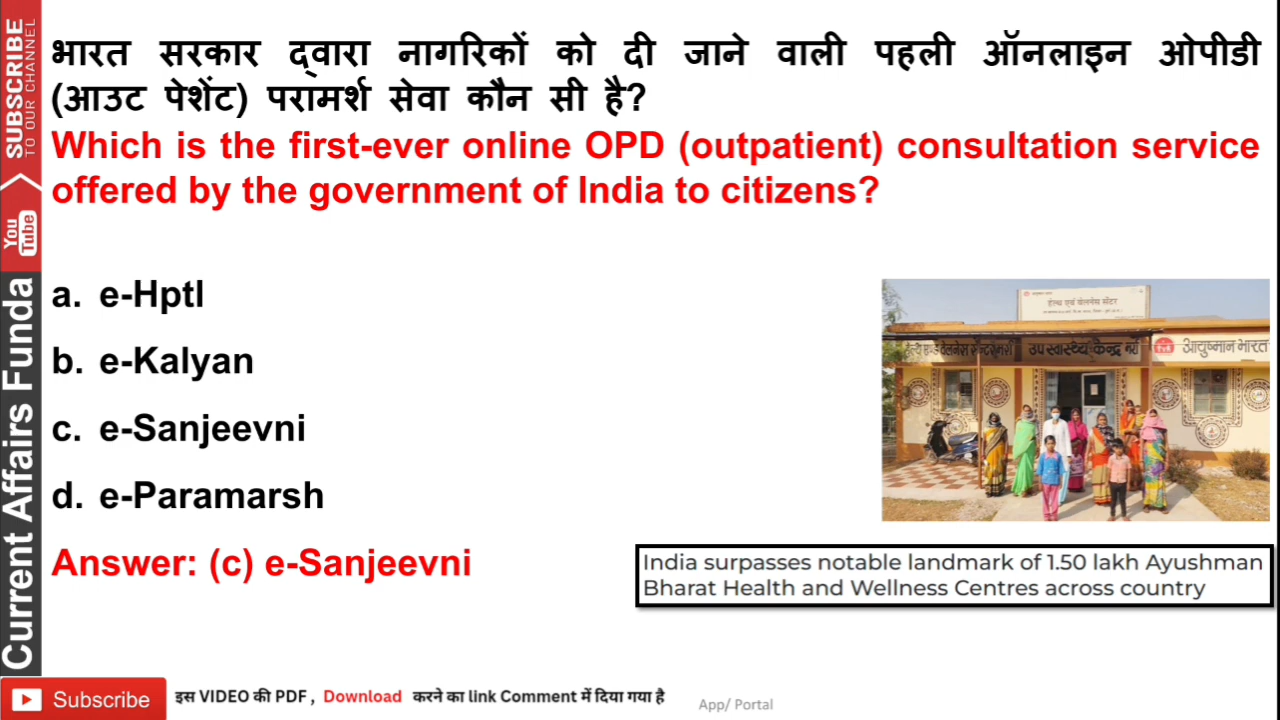 भारत सरकार द्वारा नागरिकों को दी जाने वाली पहली ऑनलाइन ओपीडी
(आउट पेशेंट) परामर्श सेवा कौन सी है?
Which is the first-ever online OPD (outpatient) consultation service
offered by the government of India to citizens?
a. e-Hptl
b. e-Kalyan
c. e-Sanjeevni
d. e-Paramarsh
Answer: (c) e-Sanjeevni
हेल्थ एवं वेलनेस सेंटर
उप स्वास्थ्य केन्द्र
आयुष्मान भारत
India surpasses notable landmark of 1.50 lakh Ayushman
Bharat Health and Wellness Centres across country
SUBSCRIBE
TO OUR CHANNEL
You
Tube
Current Affairs Funda
Subscribe
इस VIDEO की PDF , Download करने का link Comment में दिया गया है
App/ Portal